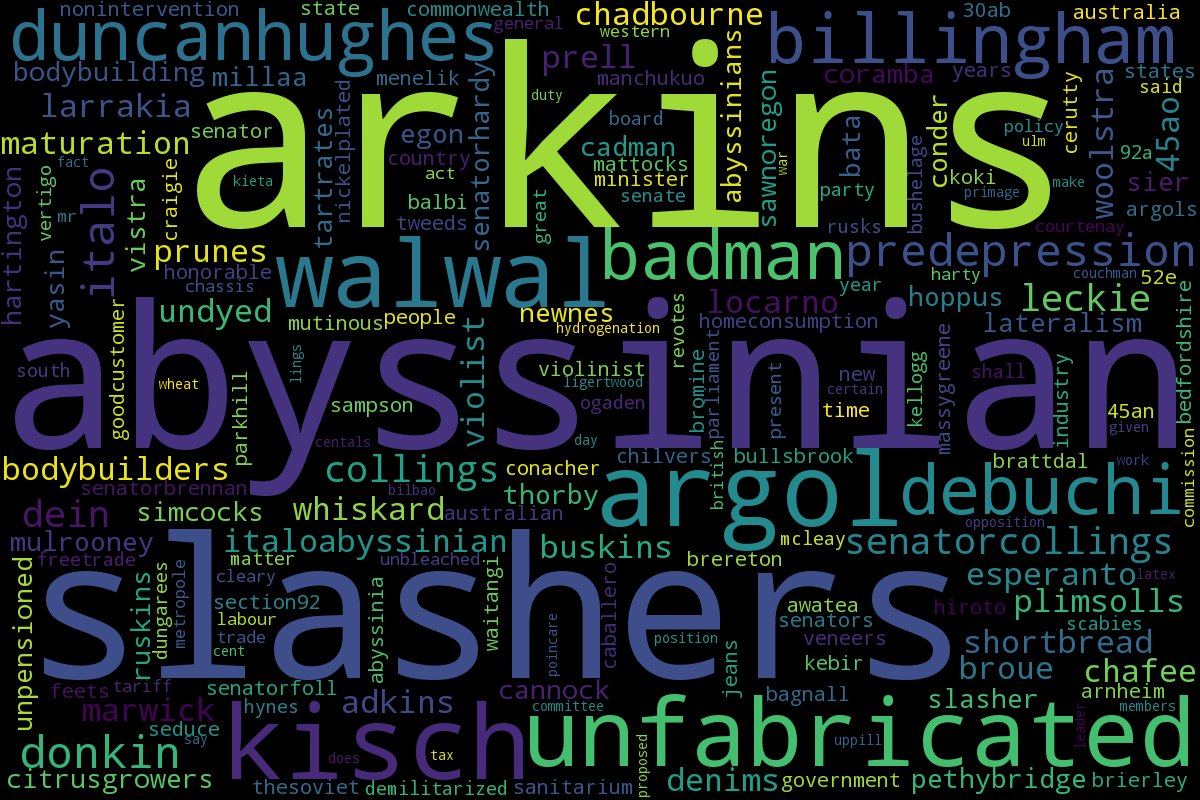 nonintervention
state
commonwealth
general
chadbourne
30ab
australia
duncanhughes
western
billingham
bodybuilding
millaa
menelik
prell
manchukuo
coramba
years
states
said
larrakia
arkins
duty
senator
tartrates
nickelplated
senatorhardy
egon
board
cadman
abyssinians
sawnoregon
bata
bushelage
conder
policy
ulm
cerutty
woolstra
45ao
92a
maturation
fact
country
act
mattocks
minister
war
senate
party
koki
primage
make
sier
hartington
vertigo
mr
italo
vistra
craigie
kieta
balbi
tweeds
great
rusks
argols
courtenay
yasin
prunes
honorable
chassis
walwal
badman
predepression
harty
couchman
52e
year
hoppus
leckie
bedfordshire
undyed
mutinous
people
newnes
hydrogenation
revotes
locarno
homeconsumption
lateralism
goodcustomer
abyssinian
south
wheat
lings
violist
violinist
ligertwood
ogaden
bromine
parliament
present
new
certain
time
kellogg
massygreene
shall
industry
45an
given
parkhill
sampson
centals
day
british
bodybuilders
senatorbrennan
collings
bilbao
conacher
chilvers
bullsbrook
brattdal
work
commission
dein
simcocks
whiskard
australian
thorby
argol
debuchi
opposition
mulrooney
freetrade
italoabyssinian
matter
unbleached
buskins
mcleay
brereton
senatorcollings
unpensioned
ruskins
dungarees
metropole
cleary
section92
labour
trade
cent
slashers
abyssinia
waitangi
poincare
caballero
position
awatea
senators
veneers
kebir
esperanto
latex
hiroto
plimsolls
scabies
shortbread
broue
chafee
feets
tariff
senatorfoll
adkins
cannock
jeans
bagnall
slasher
arnheim
marwick
seduce
hynes
kisch
committee
unfabricated
members
leader
donkin
say
does
tax
uppill
proposed
citrusgrowers
thesoviet
demilitarized
sanitarium
denims
government
pethybridge
brierley